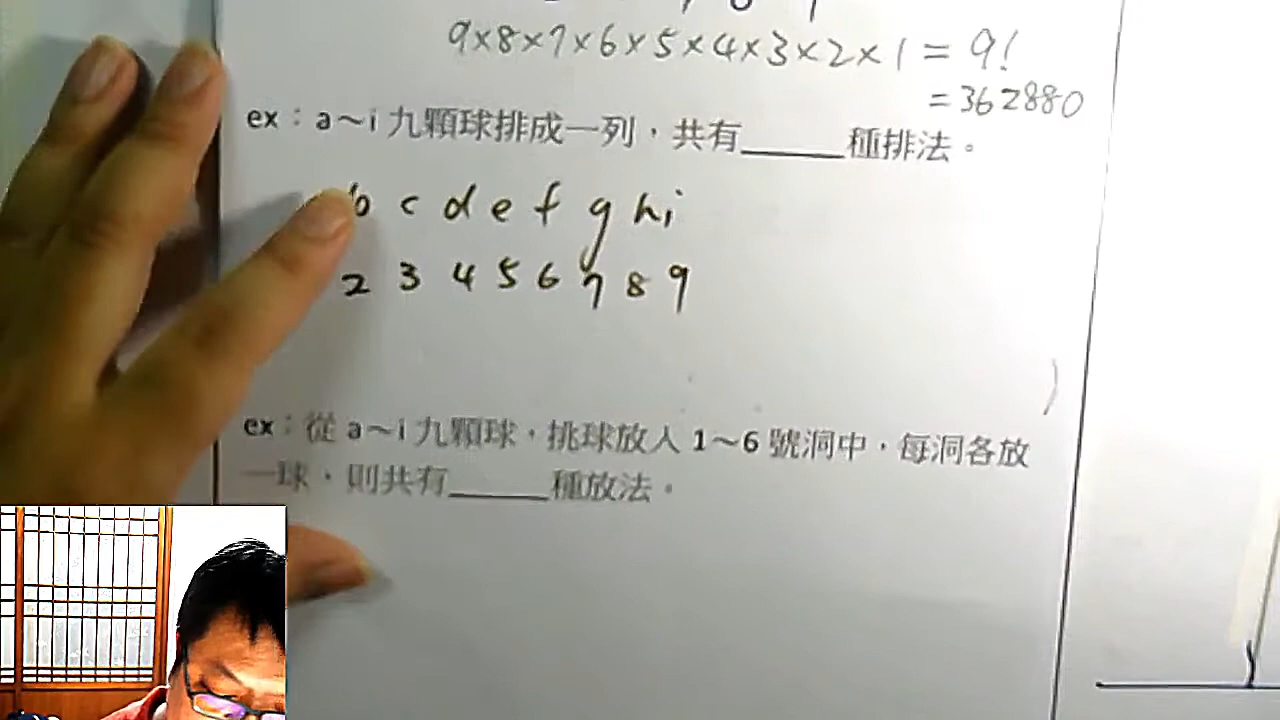 9×8×7×6×5×4×3×2×1 = 9!
= 362880
ex：a～i 九顆球排成一列，共有_____種排法。
b c d e f g h i
2 3 4 5 6 7 8 9
ex：從 a～i 九顆球，挑球放入 1～6 號洞中，每洞各放
一球，則共有_____種放法。